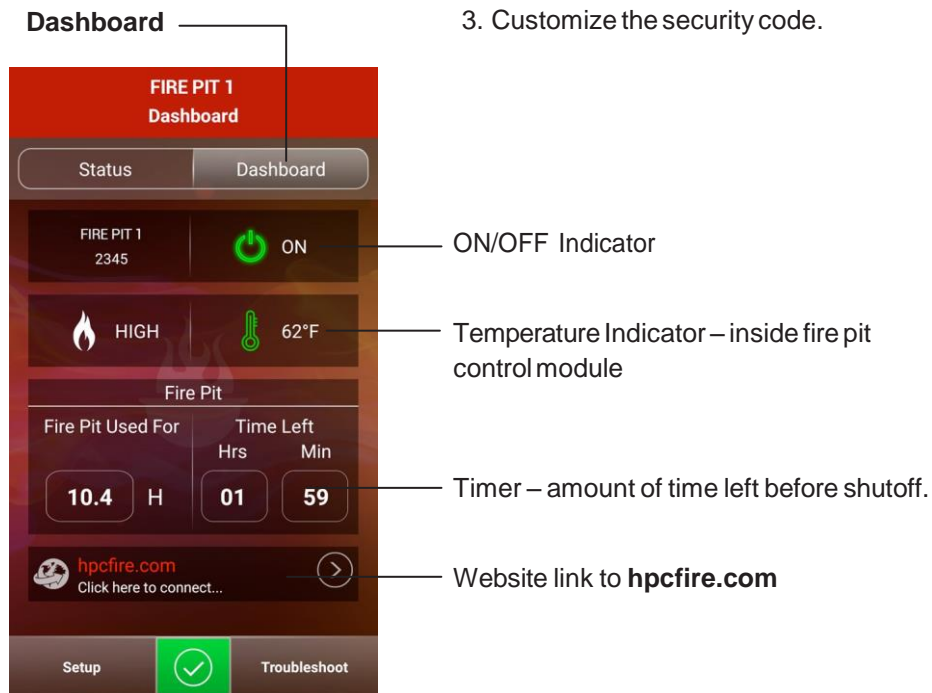 Dashboard
3. Customize the security code.
FIRE PIT 1
Dashboard
Status Dashboard
FIRE PIT 1
2345
ON
ON/OFF Indicator
HIGH
62°F
Temperature Indicator – inside fire pit
control module
Fire Pit
Fire Pit Used For
Time Left
Hrs Min
10.4 H 01 59
Timer – amount of time left before shutoff.
hpcfire.com
Click here to connect...
Website link to hpcfire.com
Setup Troubleshoot